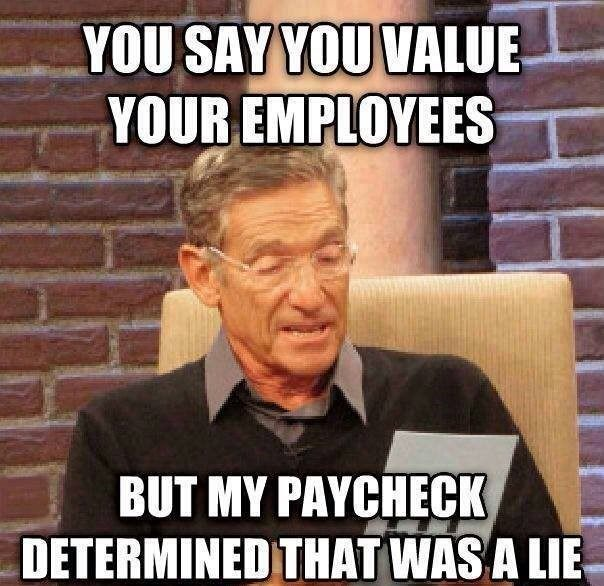 YOU SAY YOU VALUE
YOUR EMPLOYEES
BUT MY PAYCHECK
DETERMINED THAT WAS A LIE